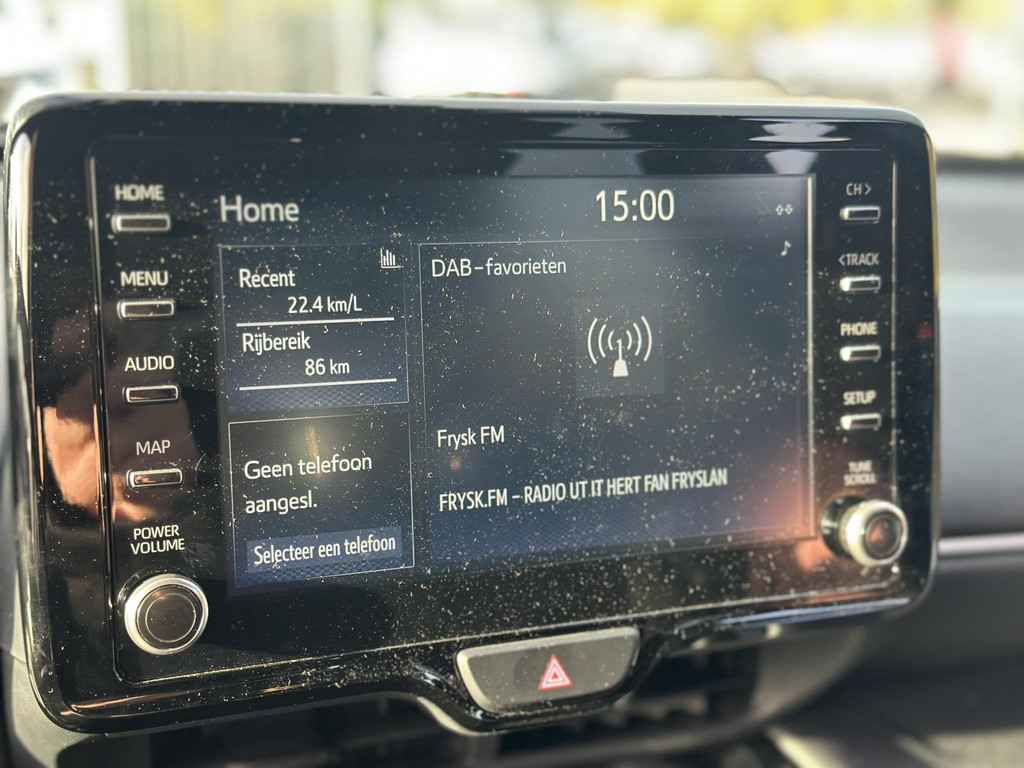 HOME
MENU
AUDIO
MAP
POWER
VOLUME
Home
15:00
Recent
22.4 km/L
Rijbereik
86 km
Geen telefoon
aangesl.
Selecteer een telefoon
DAB-favorieten
Frysk FM
FRYSK.FM - RADIO UT IT HERT FAN FRYSLAN
CH >
< TRACK
PHONE
SETUP
TUNE
SCROLL